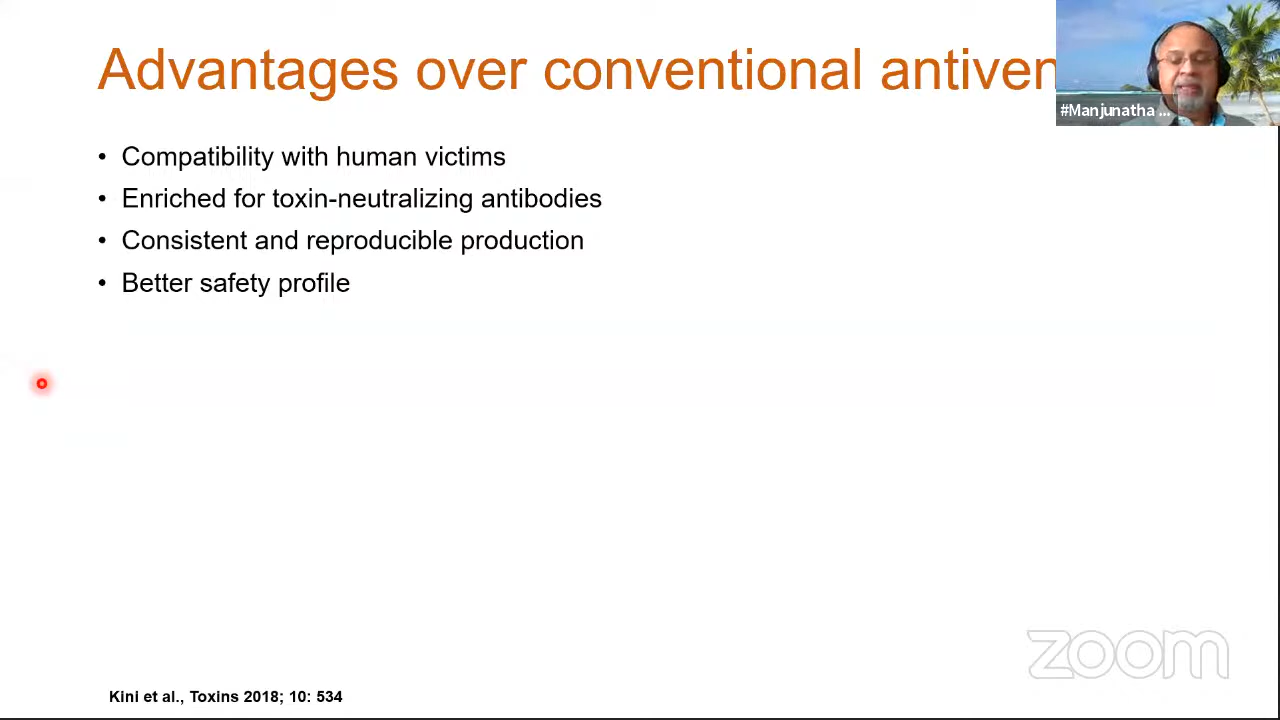 Advantages over conventional antiven
#Manjunatha ...
• Compatibility with human victims
• Enriched for toxin-neutralizing antibodies
• Consistent and reproducible production
• Better safety profile
zoom
Kini et al., Toxins 2018; 10: 534